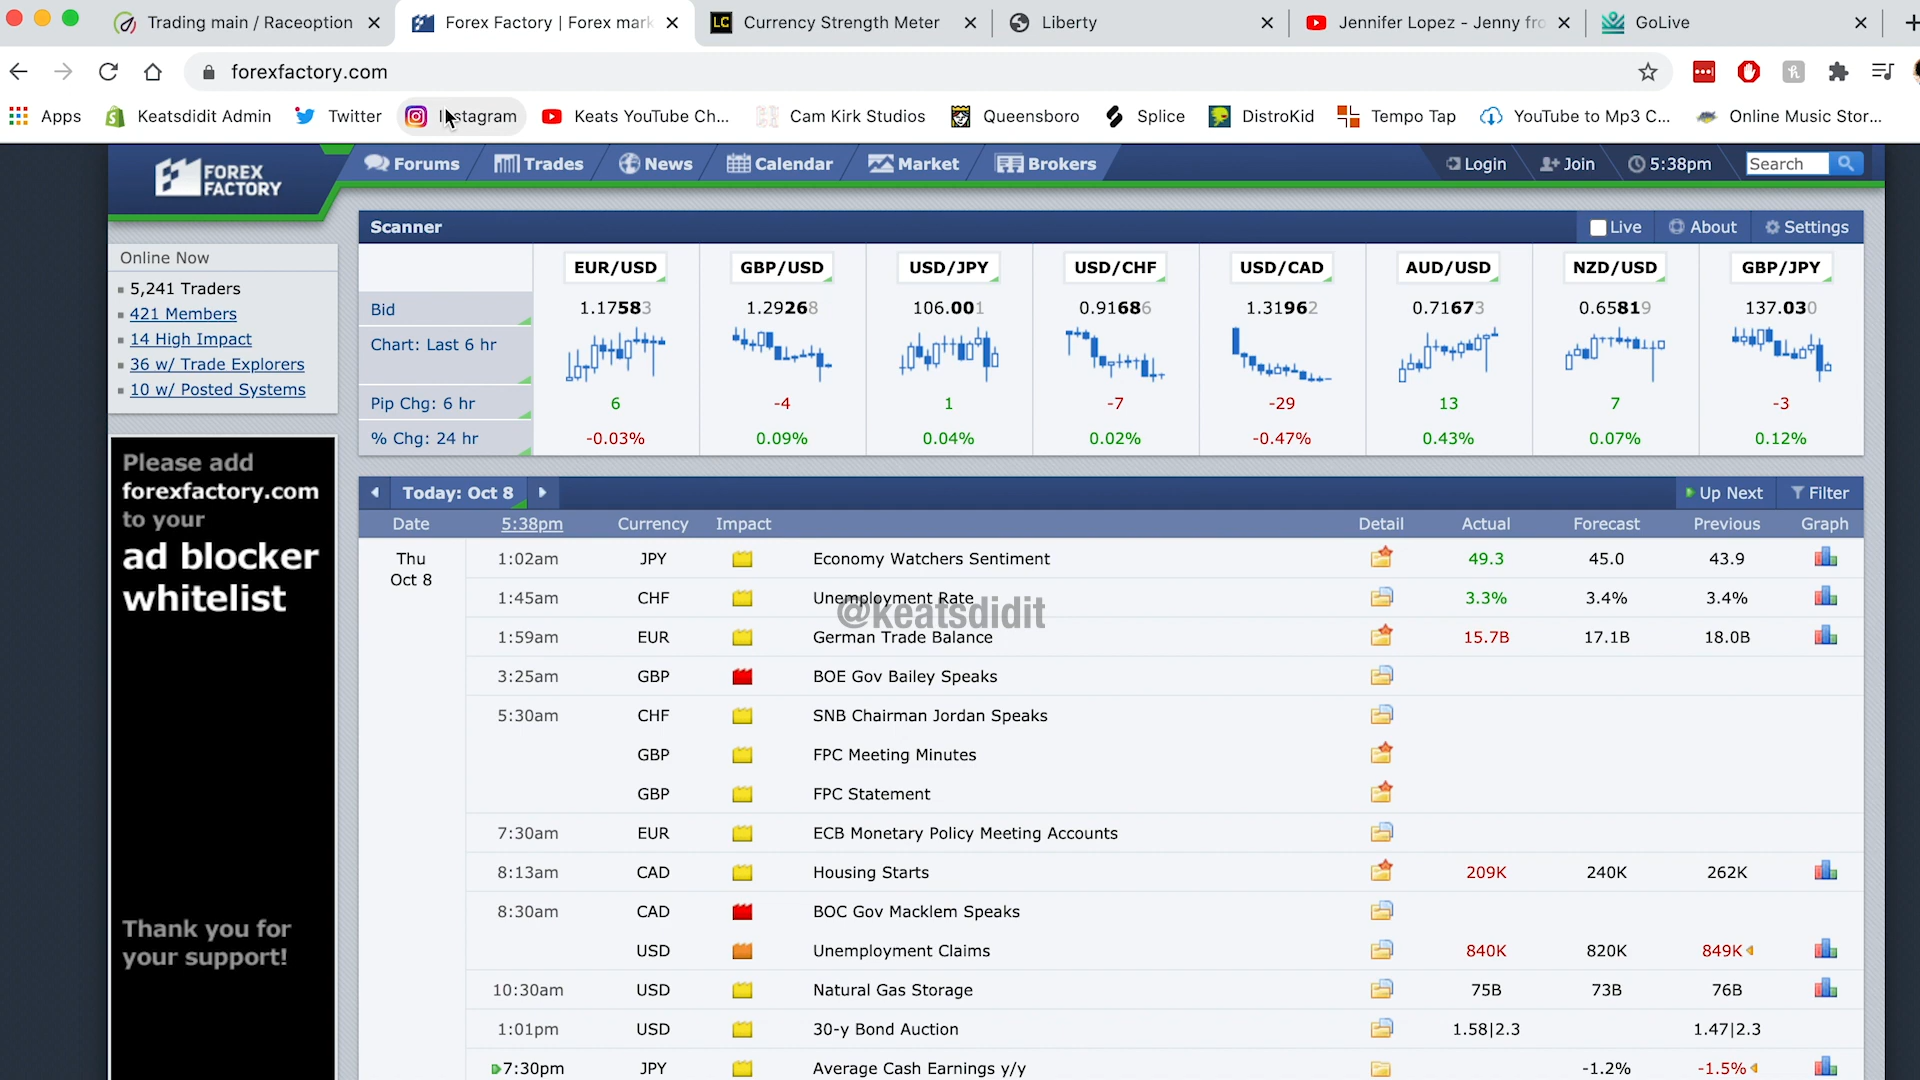 Trading main / Raceoption
Forex Factory | Forex mark
Currency Strength Meter
Liberty
Jennifer Lopez - Jenny fro
GoLive
forexfactory.com
Apps
Keatsdidit Admin
Twitter
Instagram
Keats YouTube Ch...
Cam Kirk Studios
Queensboro
Splice
DistroKid
Tempo Tap
YouTube to Mp3 C...
Online Music Stor...
FOREX FACTORY
Forums
Trades
News
Calendar
Market
Brokers
Login
Join
5:38pm
Search
Online Now
5,241 Traders
421 Members
14 High Impact
36 w/ Trade Explorers
10 w/ Posted Systems
Please add
forexfactory.com
to your
ad blocker
whitelist
Thank you for
your support!
Scanner
Live
About
Settings
EUR/USD GBP/USD USD/JPY USD/CHF USD/CAD AUD/USD NZD/USD GBP/JPY
Bid 1.17583 1.29268 106.001 0.91686 1.31962 0.71673 0.65819 137.030
Chart: Last 6 hr
Pip Chg: 6 hr 6 -4 1 -7 -29 13 7 -3
% Chg: 24 hr -0.03% 0.09% 0.04% 0.02% -0.47% 0.43% 0.07% 0.12%
Today: Oct 8
Up Next
Filter
Date 5:38pm Currency Impact Detail Actual Forecast Previous Graph
Thu 1:02am JPY Economy Watchers Sentiment 49.3 45.0 43.9
Oct 8
1:45am CHF Unemployment Rate 3.3% 3.4% 3.4%
@keatsdidit
1:59am EUR German Trade Balance 15.7B 17.1B 18.0B
3:25am GBP BOE Gov Bailey Speaks
5:30am CHF SNB Chairman Jordan Speaks
GBP FPC Meeting Minutes
GBP FPC Statement
7:30am EUR ECB Monetary Policy Meeting Accounts
8:13am CAD Housing Starts 209K 240K 262K
8:30am CAD BOC Gov Macklem Speaks
USD Unemployment Claims 840K 820K 849K
10:30am USD Natural Gas Storage 75B 73B 76B
1:01pm USD 30-y Bond Auction 1.58|2.3 1.47|2.3
7:30pm JPY Average Cash Earnings y/y -1.2% -1.5%